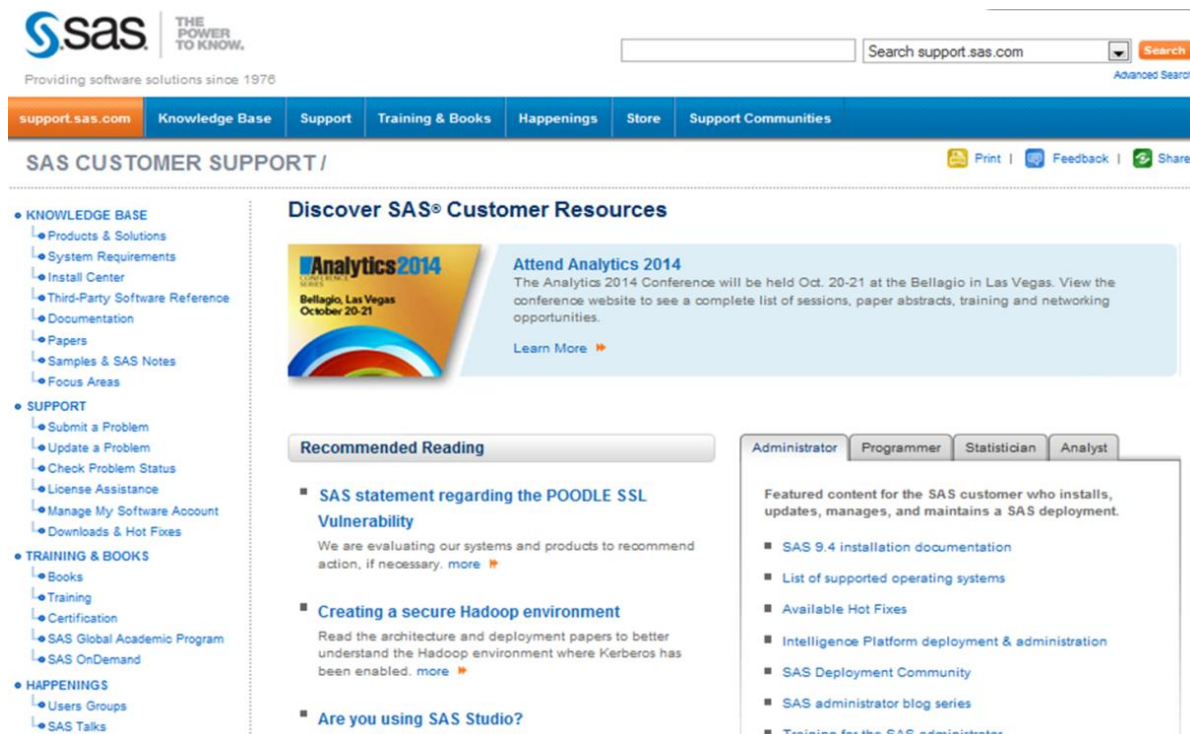 sas
THE
POWER
TO KNOW.
Providing software solutions since 1976
Search support.sas.com
Search
Advanced Search
support.sas.com
Knowledge Base
Support
Training & Books
Happenings
Store
Support Communities
SAS CUSTOMER SUPPORT /
Print |
Feedback |
Share
KNOWLEDGE BASE
Products & Solutions
System Requirements
Install Center
Third-Party Software Reference
Documentation
Papers
Samples & SAS Notes
Focus Areas
SUPPORT
Submit a Problem
Update a Problem
Check Problem Status
License Assistance
Manage My Software Account
Downloads & Hot Fixes
TRAINING & BOOKS
Books
Training
Certification
SAS Global Academic Program
SAS OnDemand
HAPPENINGS
Users Groups
SAS Talks
Discover SAS® Customer Resources
Analytics2014
CONFERENCE
SERIES
Bellagio, Las Vegas
October 20-21
Attend Analytics 2014
The Analytics 2014 Conference will be held Oct. 20-21 at the Bellagio in Las Vegas. View the
conference website to see a complete list of sessions, paper abstracts, training and networking
opportunities.
Learn More
Recommended Reading
SAS statement regarding the POODLE SSL
Vulnerability
We are evaluating our systems and products to recommend
action, if necessary. more
Creating a secure Hadoop environment
Read the architecture and deployment papers to better
understand the Hadoop environment where Kerberos has
been enabled. more
Are you using SAS Studio?
Administrator
Programmer
Statistician
Analyst
Featured content for the SAS customer who installs,
updates, manages, and maintains a SAS deployment.
SAS 9.4 installation documentation
List of supported operating systems
Available Hot Fixes
Intelligence Platform deployment & administration
SAS Deployment Community
SAS administrator blog series
Training for the SAS administrator